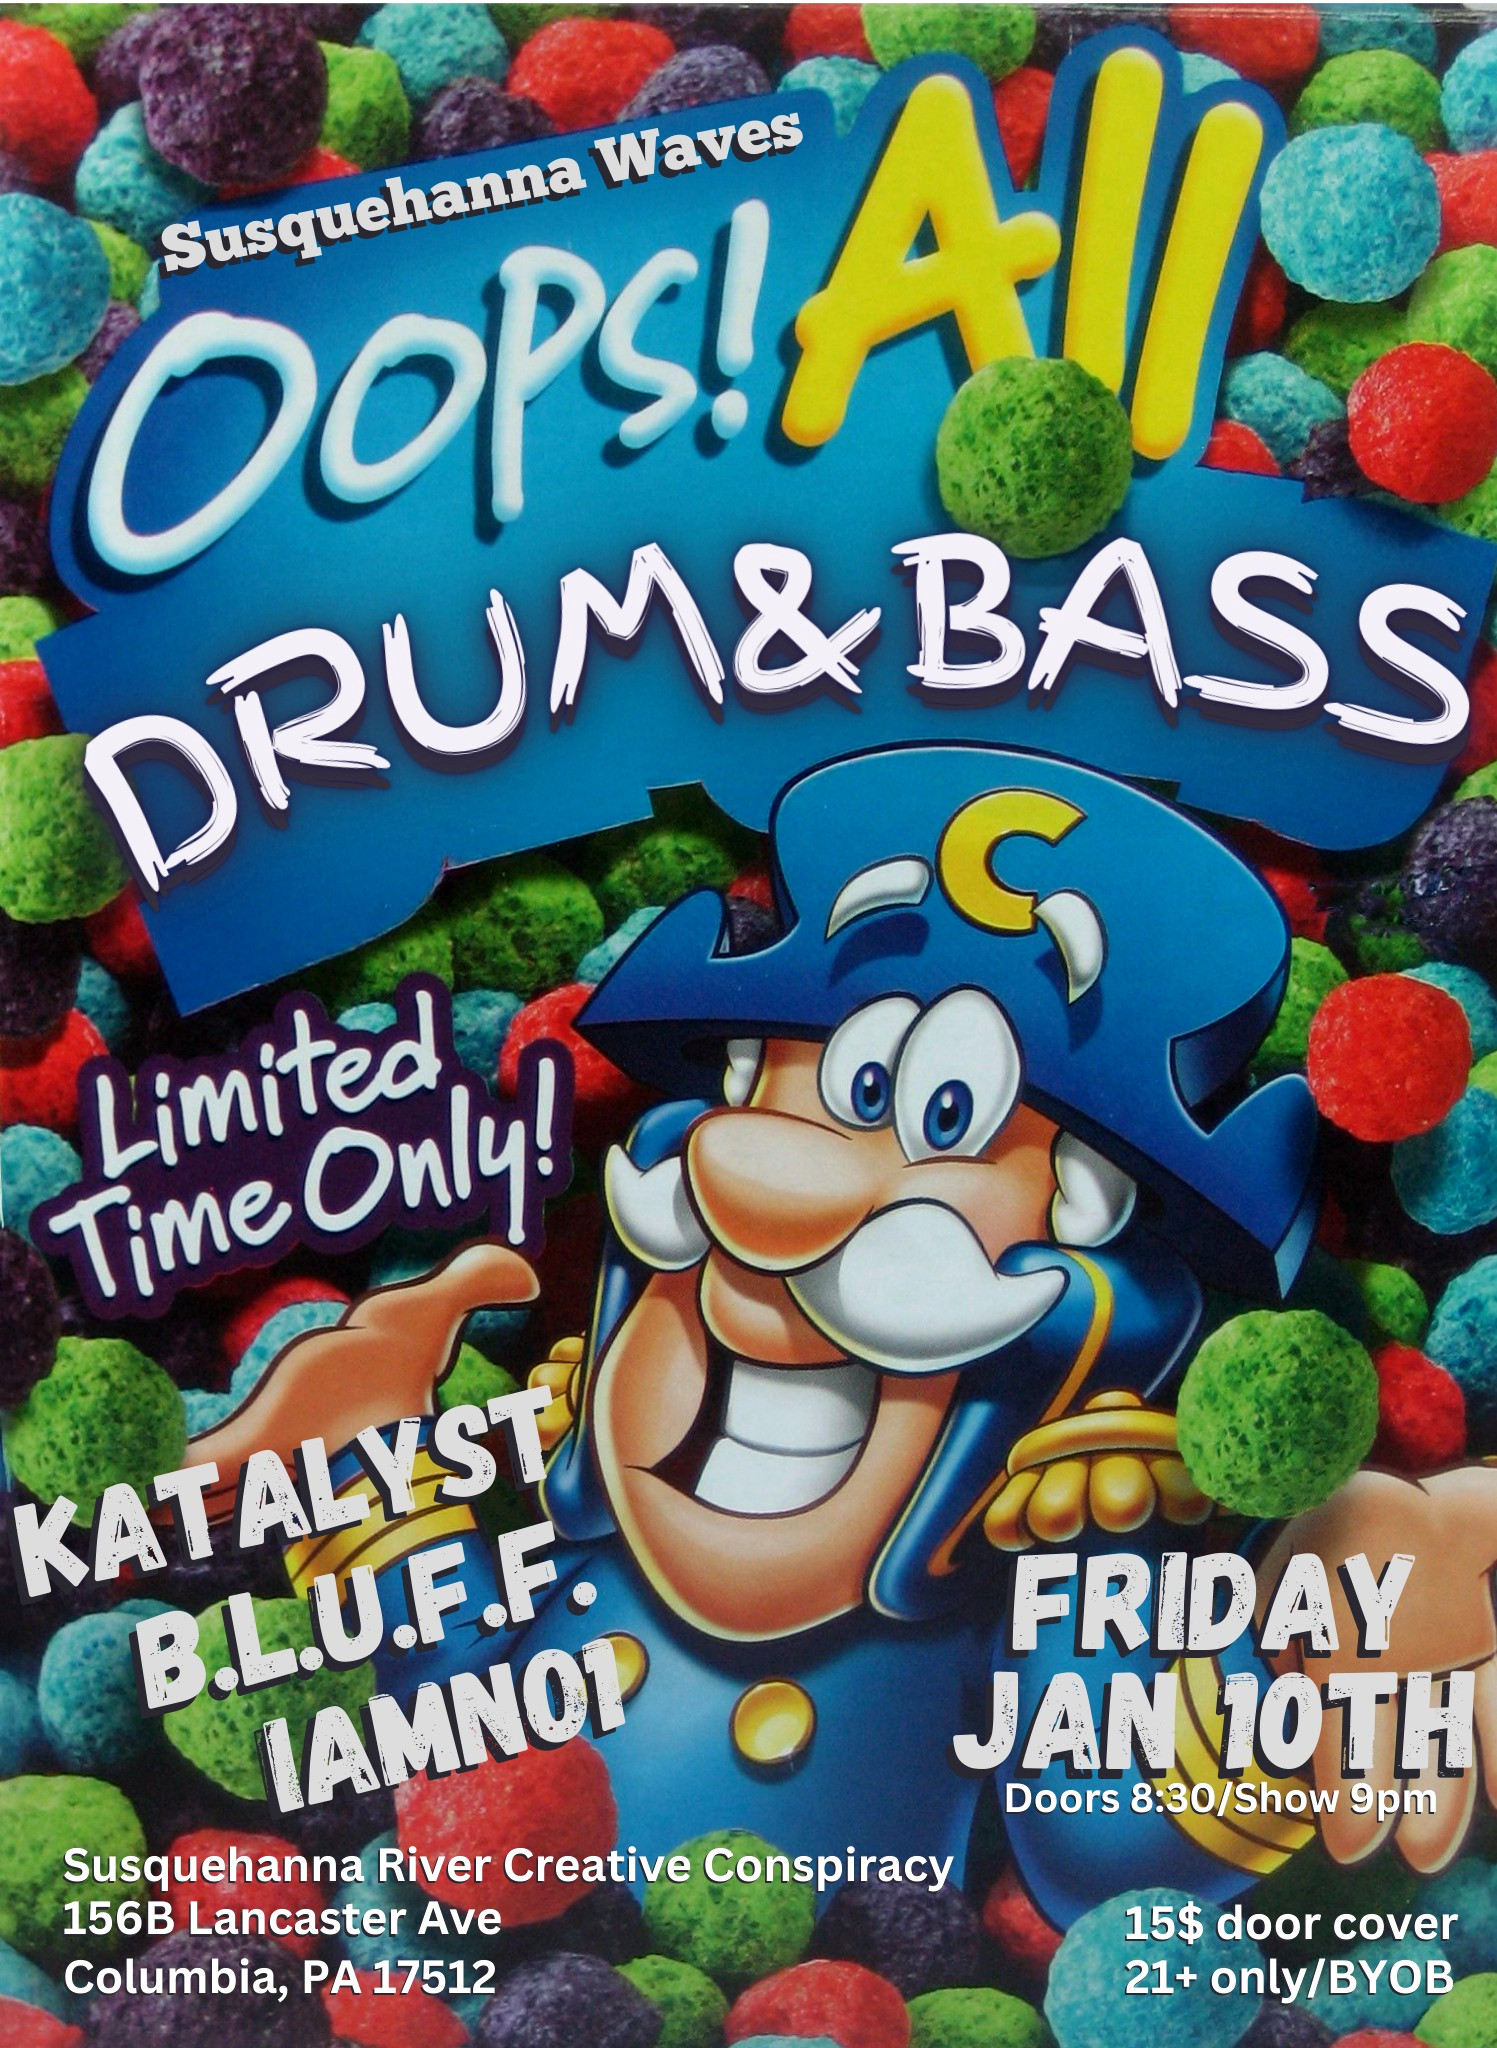 Susquehanna Waves
Oops! All
DRUM&BASS
C
Limited
Time Only!
KATALYST
B.L.U.F.F.
IAMNO1
FRIDAY
JAN 10TH
Doors 8:30/Show 9pm
Susquehanna River Creative Conspiracy
156B Lancaster Ave
Columbia, PA 17512
15$ door cover
21+ only/BYOB